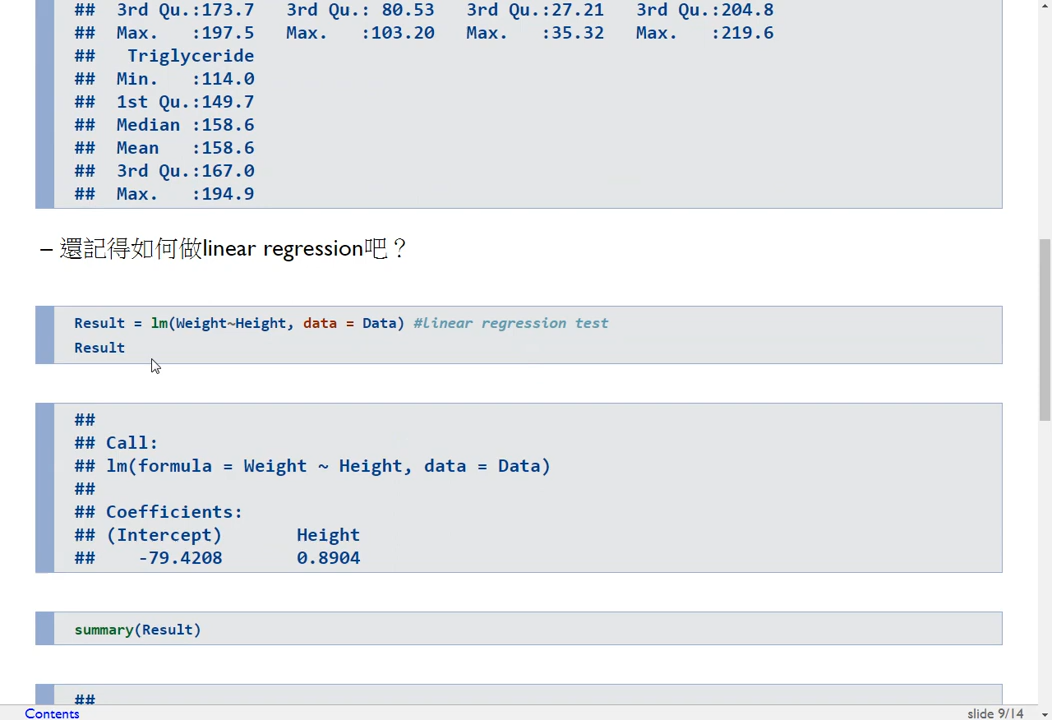 ##  3rd Qu.:173.7   3rd Qu.: 80.53   3rd Qu.:27.21   3rd Qu.:204.8
##  Max.   :197.5   Max.   :103.20   Max.   :35.32   Max.   :219.6
##   Triglyceride
##  Min.   :114.0
##  1st Qu.:149.7
##  Median :158.6
##  Mean   :158.6
##  3rd Qu.:167.0
##  Max.   :194.9
– 還記得如何做linear regression吧？
Result = lm(Weight~Height, data = Data) #linear regression test
Result
##
## Call:
## lm(formula = Weight ~ Height, data = Data)
##
## Coefficients:
## (Intercept)       Height
##    -79.4208       0.8904
summary(Result)
##
Contents
slide 9/14